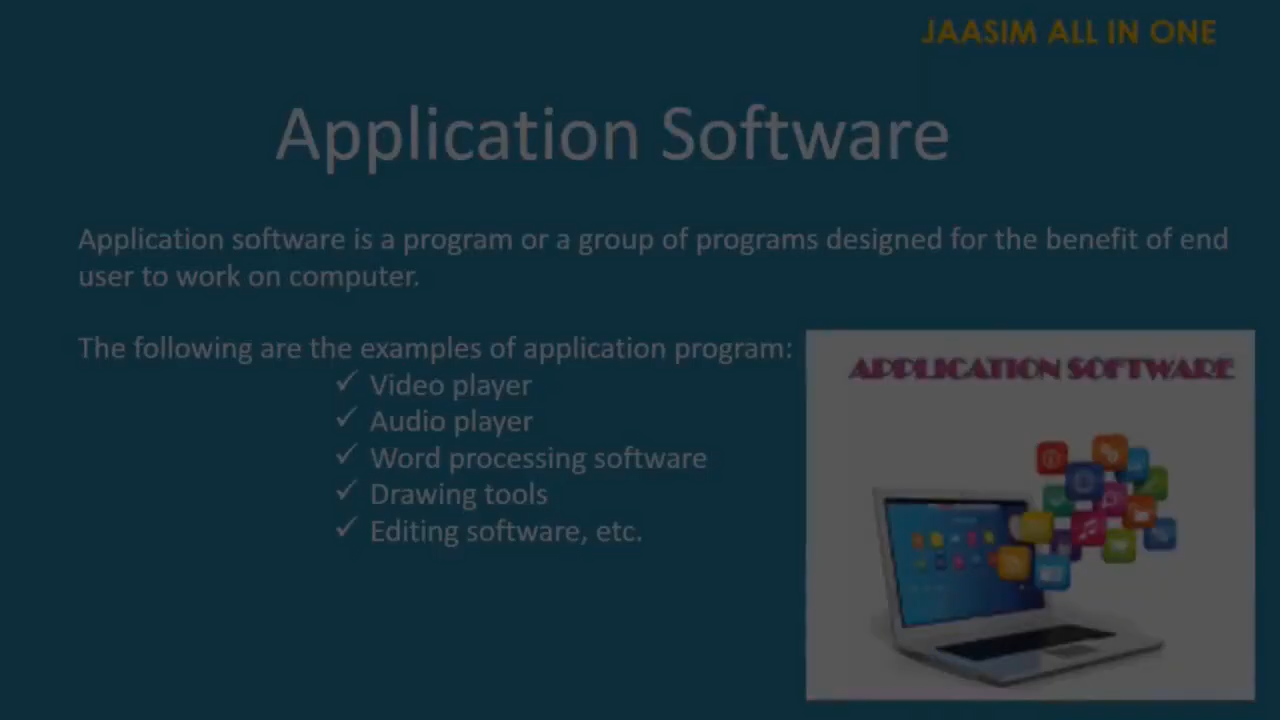 JAASIM ALL IN ONE
Application Software
Application software is a program or a group of programs designed for the benefit of end
user to work on computer.
The following are the examples of application program:
✓ Video player
✓ Audio player
✓ Word processing software
✓ Drawing tools
✓ Editing software, etc.
APPLICATION SOFTWARE